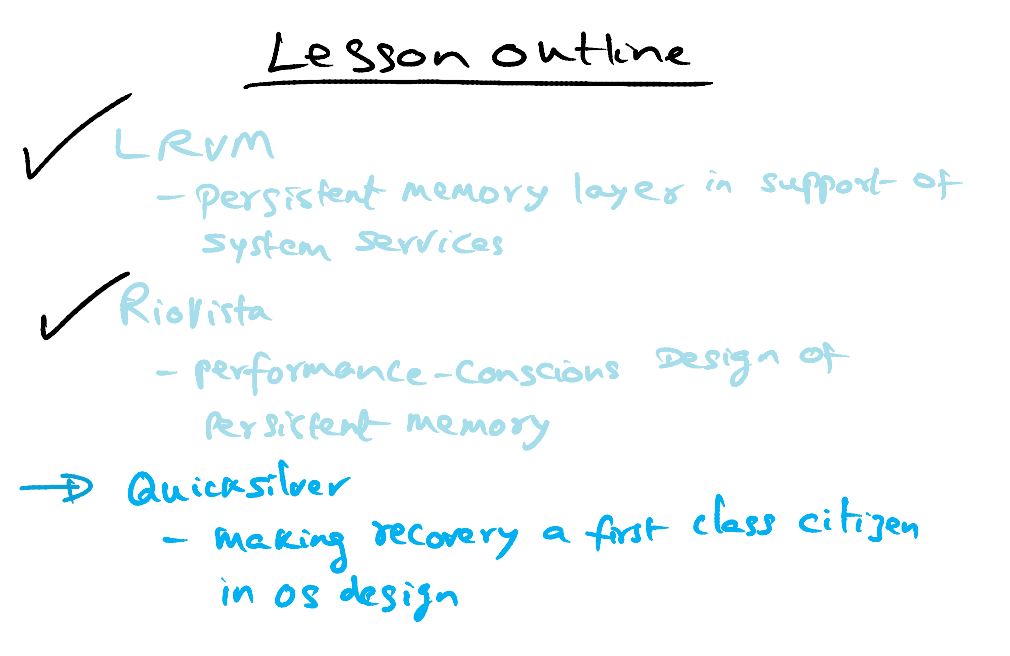 Lesson outline
LRVM
- persistent memory layer in support of
system services
RioVista
- performance-conscious Design of
persistent memory
Quicksilver
- making recovery a first class citizen
in os design